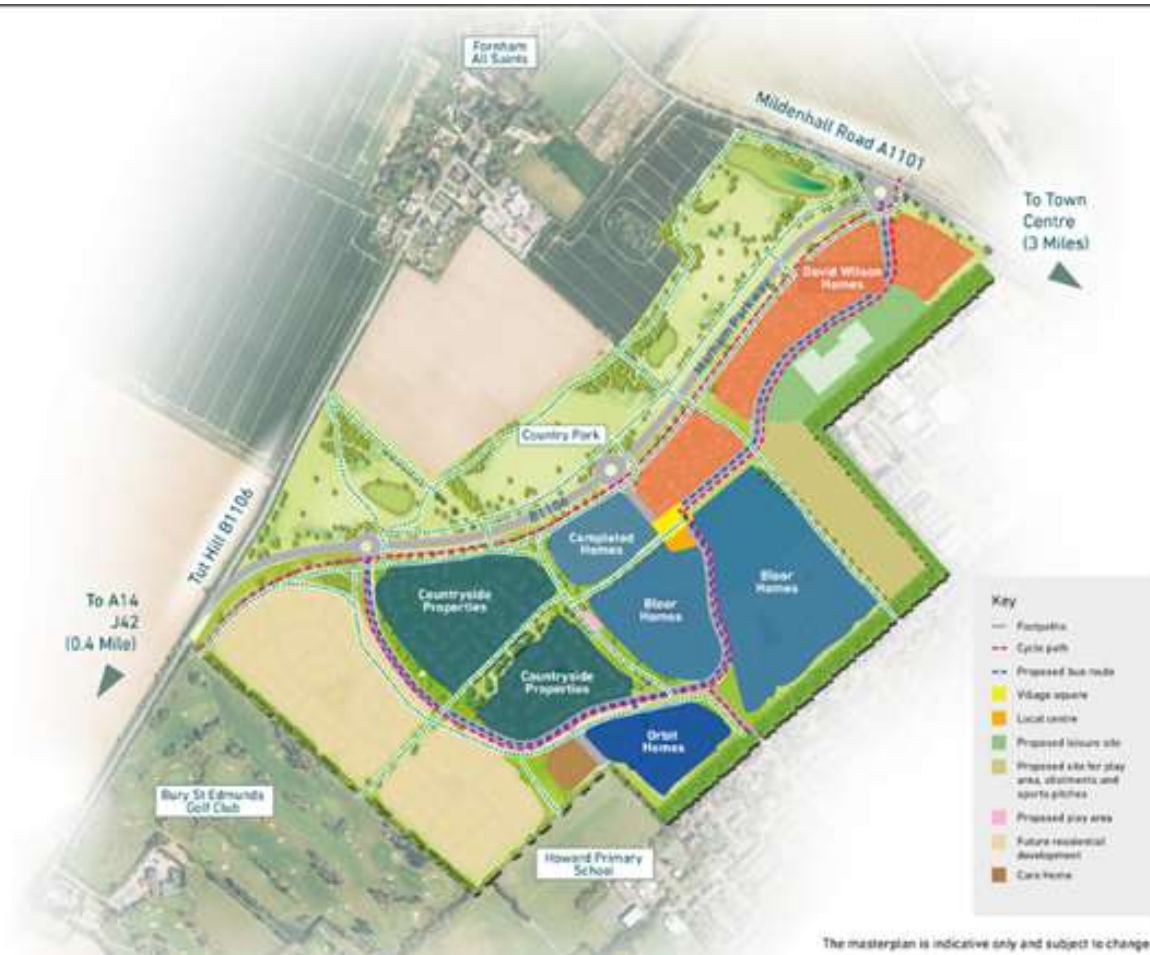 Fornham
All Saints
Mildenhall Road A1101
To Town
Centre
(3 Miles)
David Wilson
Homes
Country Park
B1106
Tut Hill B1106
Completed
Homes
Bloor
Homes
Countryside
Properties
Bloor
Homes
To A14
J42
(0.4 Mile)
Countryside
Properties
Orbit
Homes
Bury St Edmunds
Golf Club
Howard Primary
School
Key
Footpaths
Cycle path
Proposed bus route
Village square
Local centre
Proposed leisure site
Proposed site for play
area, allotments and
sports pitches
Proposed play area
Future residential
development
Care Home
The masterplan is indicative only and subject to change